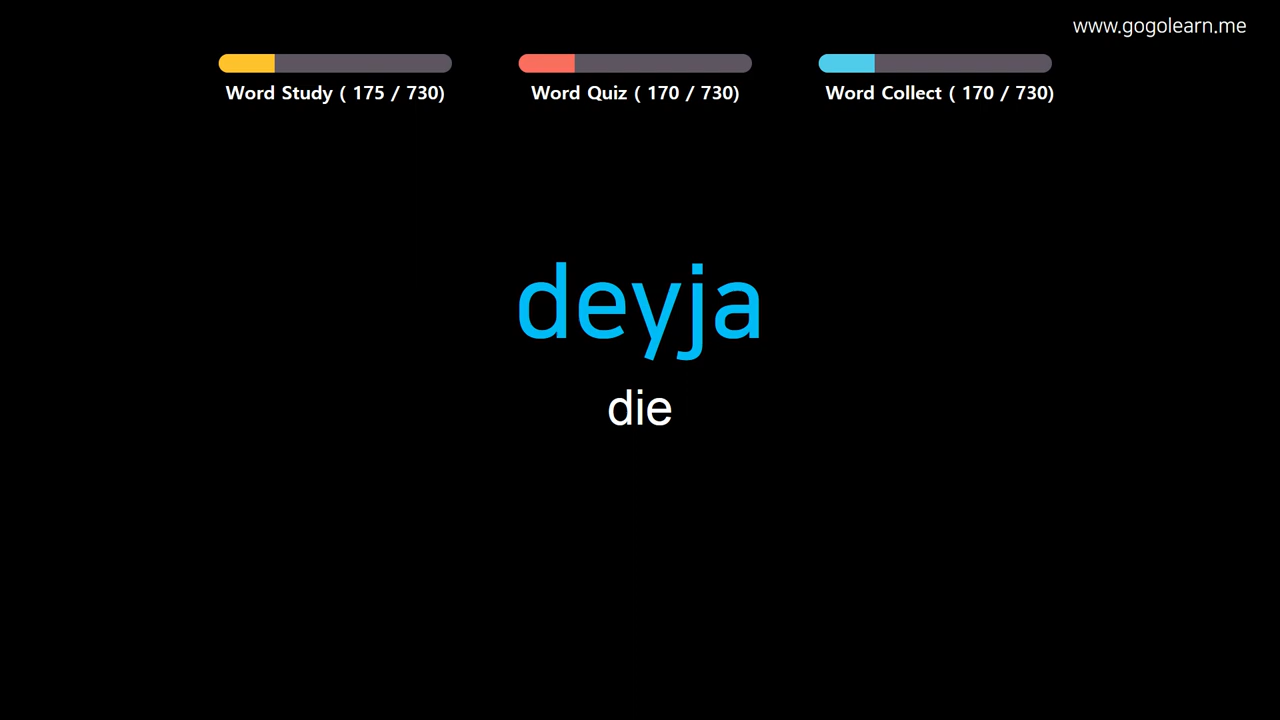 www.gogolearn.me
Word Study ( 175 / 730)
Word Quiz ( 170 / 730)
Word Collect ( 170 / 730)
deyja
die